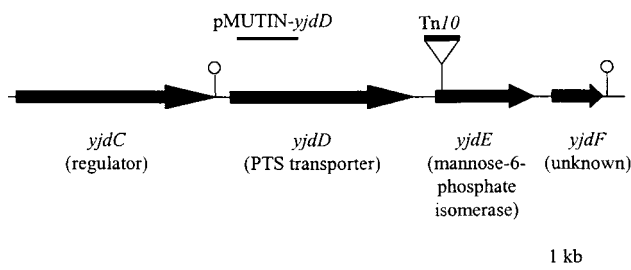 pMUTIN-yjdD
Tn10
yjdC
(regulator)
yjdD
(PTS transporter)
yjdE
(mannose-6-
phosphate
isomerase)
yjdF
(unknown)
1 kb